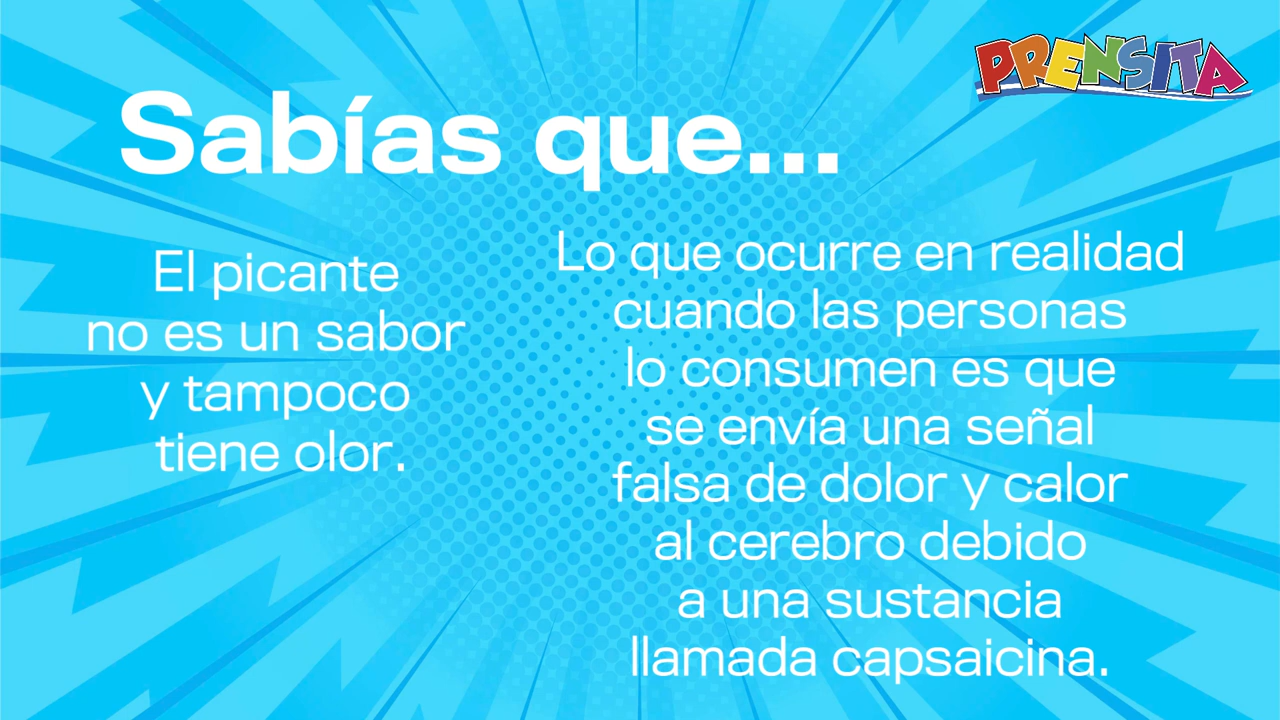 PRENSITA
Sabías que...
El picante
no es un sabor
y tampoco
tiene olor.
Lo que ocurre en realidad
cuando las personas
lo consumen es que
se envía una señal
falsa de dolor y calor
al cerebro debido
a una sustancia
llamada capsaicina.